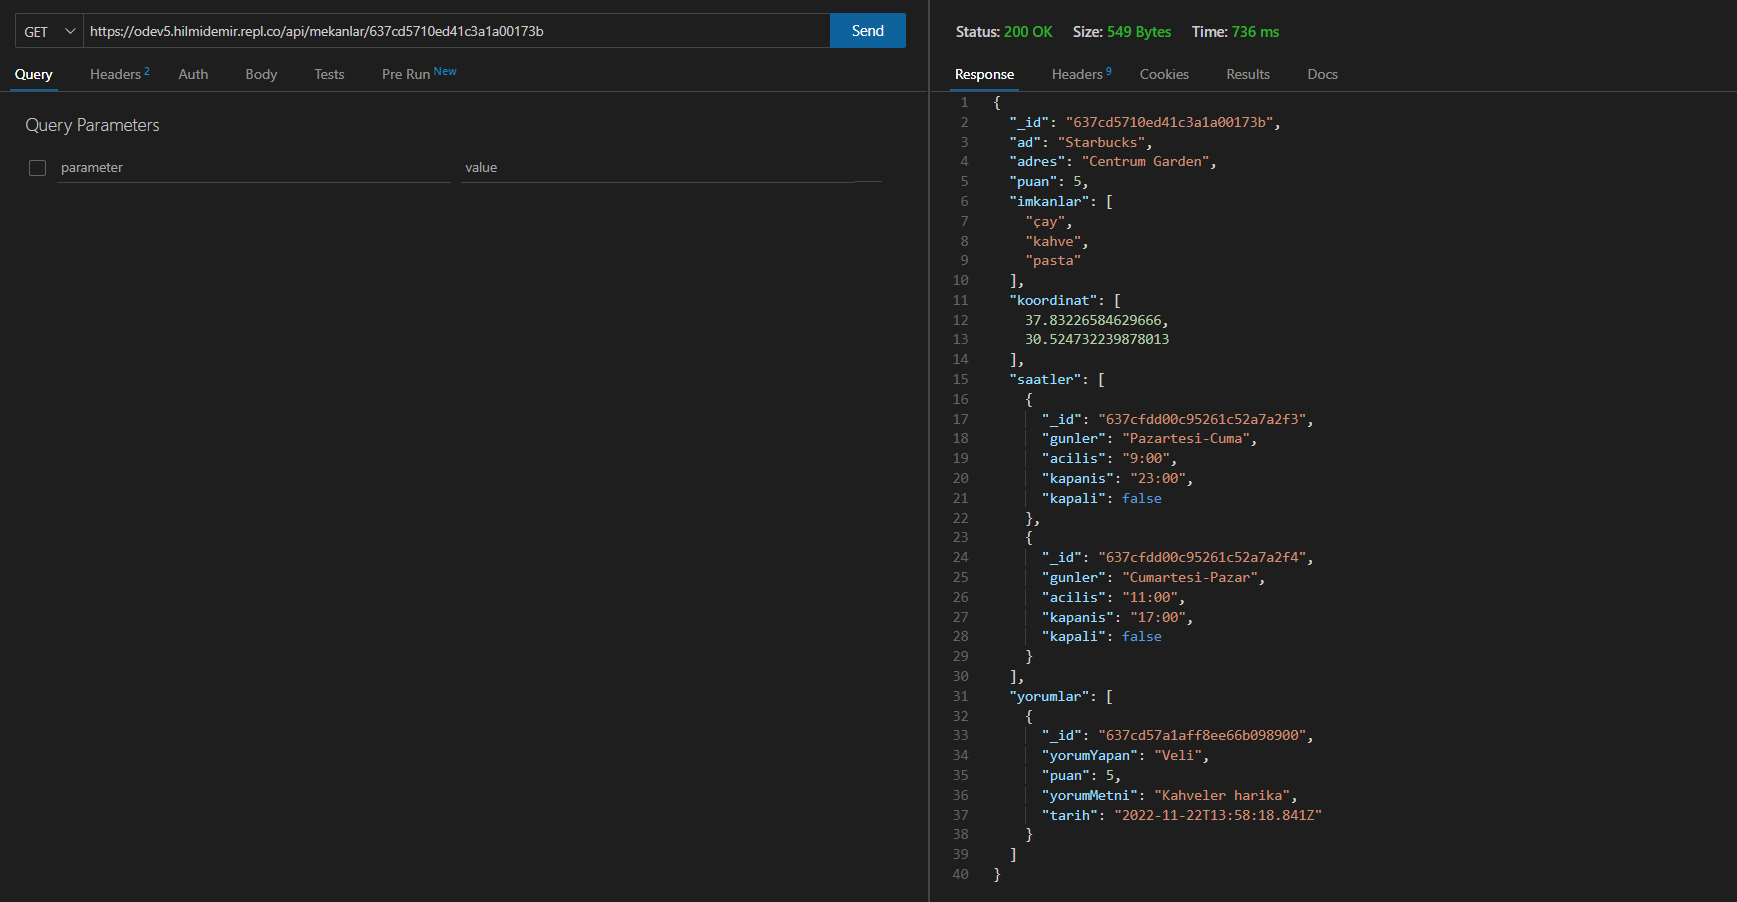 GET https://odev5.hilmidemir.repl.co/api/mekanlar/637cd5710ed41c3a1a00173b Send
Query Headers 2 Auth Body Tests Pre Run New
Query Parameters
parameter value
Status: 200 OK Size: 549 Bytes Time: 736 ms
Response Headers 9 Cookies Results Docs
1 {
2 "_id": "637cd5710ed41c3a1a00173b",
3 "ad": "Starbucks",
4 "adres": "Centrum Garden",
5 "puan": 5,
6 "imkanlar": [
7 "çay",
8 "kahve",
9 "pasta"
10 ],
11 "koordinat": [
12 37.83226584629666,
13 30.524732239878013
14 ],
15 "saatler": [
16 {
17 "_id": "637cfdd00c95261c52a7a2f3",
18 "gunler": "Pazartesi-Cuma",
19 "acilis": "9:00",
20 "kapanis": "23:00",
21 "kapali": false
22 },
23 {
24 "_id": "637cfdd00c95261c52a7a2f4",
25 "gunler": "Cumartesi-Pazar",
26 "acilis": "11:00",
27 "kapanis": "17:00",
28 "kapali": false
29 }
30 ],
31 "yorumlar": [
32 {
33 "_id": "637cd57a1aff8ee66b098900",
34 "yorumYapan": "Veli",
35 "puan": 5,
36 "yorumMetni": "Kahveler harika",
37 "tarih": "2022-11-22T13:58:18.841Z"
38 }
39 ]
40 }